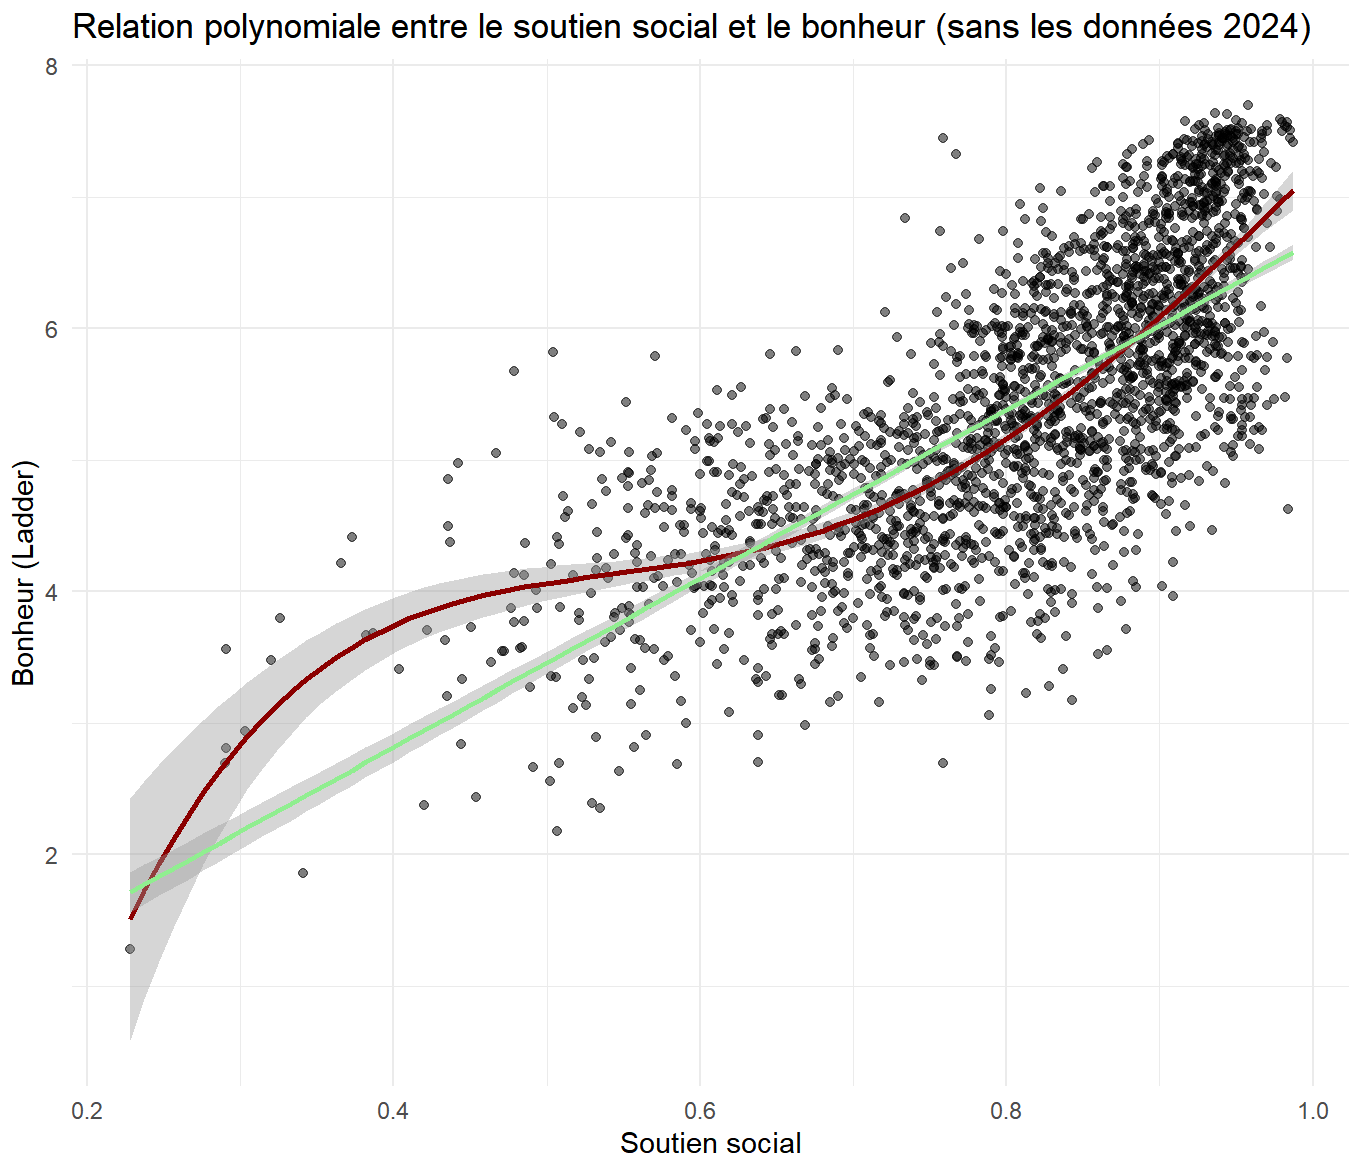 Relation polynomiale entre le soutien social et le bonheur (sans les données 2024)
8
6
4
2
Bonheur (Ladder)
0.2 0.4 0.6 0.8 1.0
Soutien social